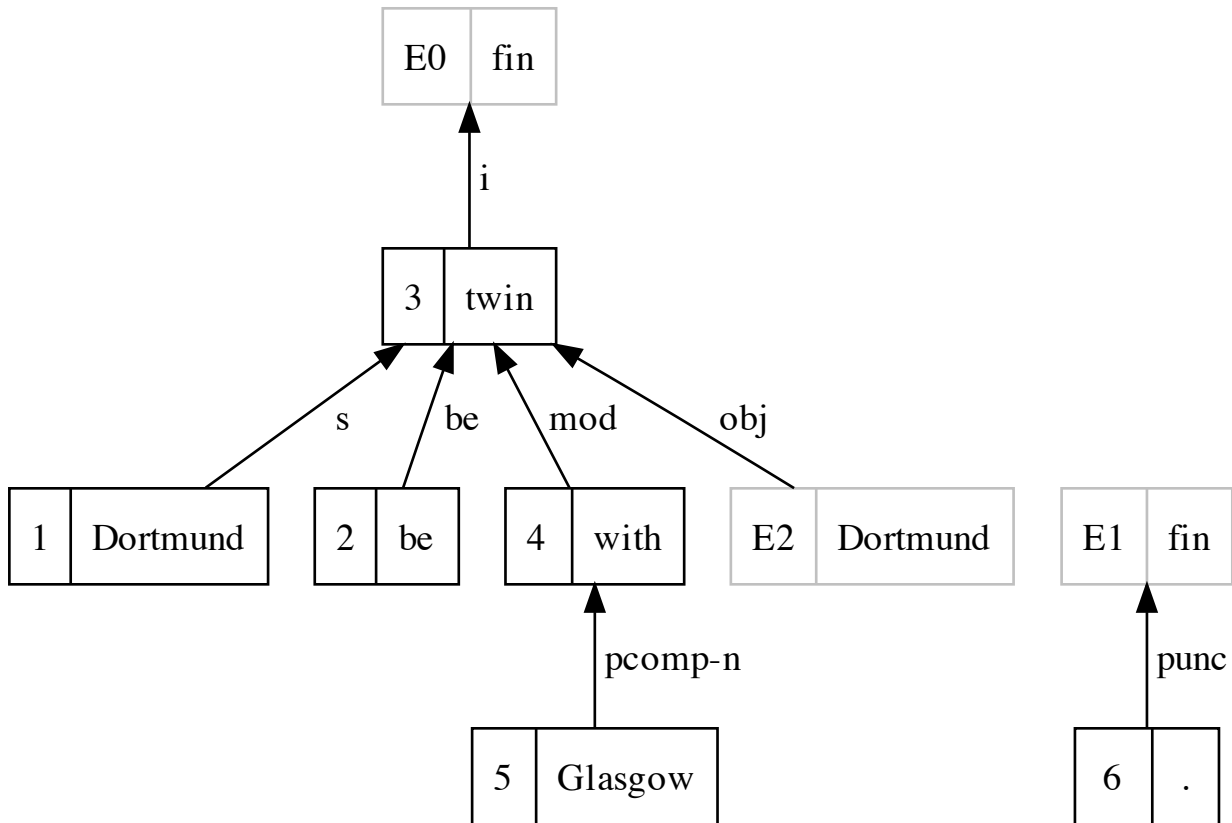 E0 fin
i
3 twin
s be mod obj
1 Dortmund 2 be 4 with E2 Dortmund E1 fin
pcomp-n punc
5 Glasgow 6 .